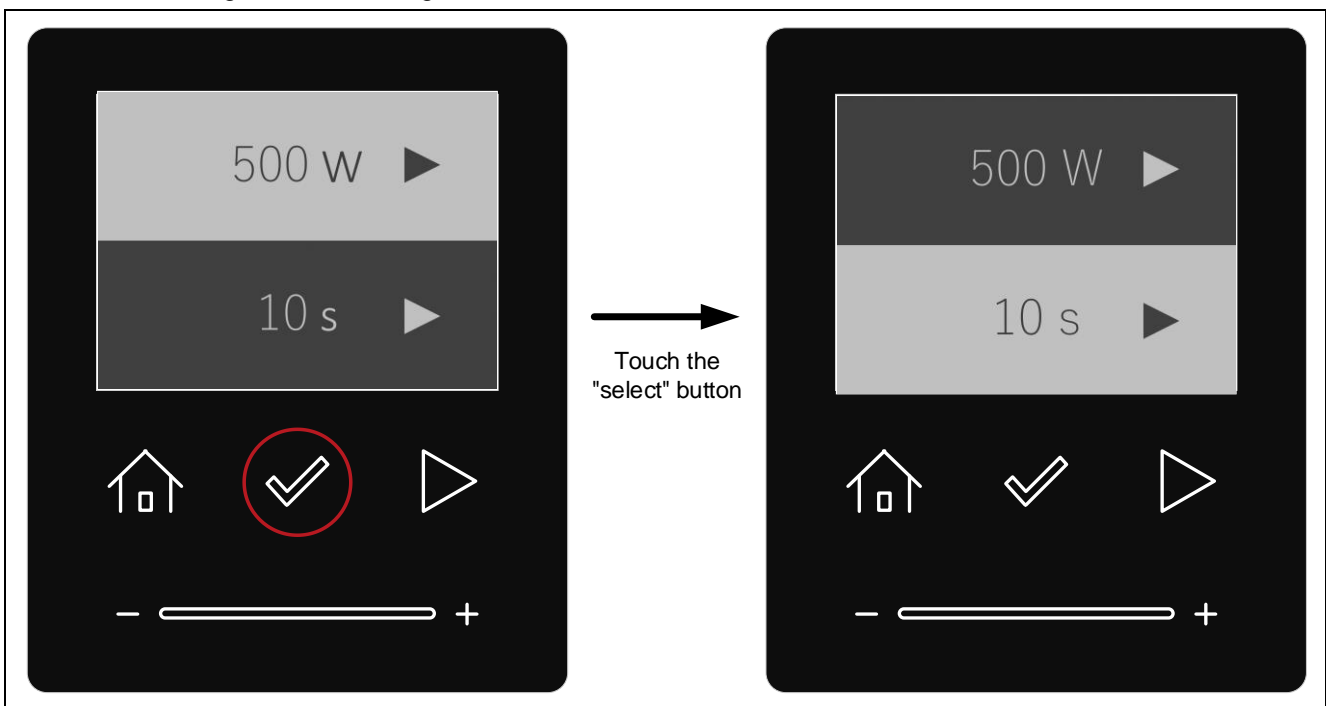 500 W ▶
10 s ▶
- +
Touch the
"select" button
500 W ▶
10 s ▶
- +